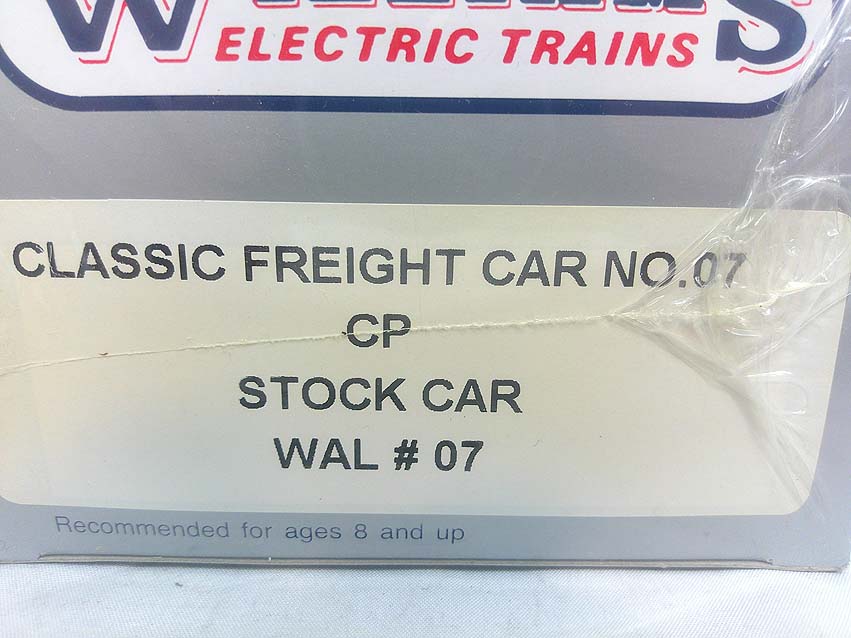 ELECTRIC TRAINS
CLASSIC FREIGHT CAR NO.07
CP
STOCK CAR
WAL # 07
Recommended for ages 8 and up